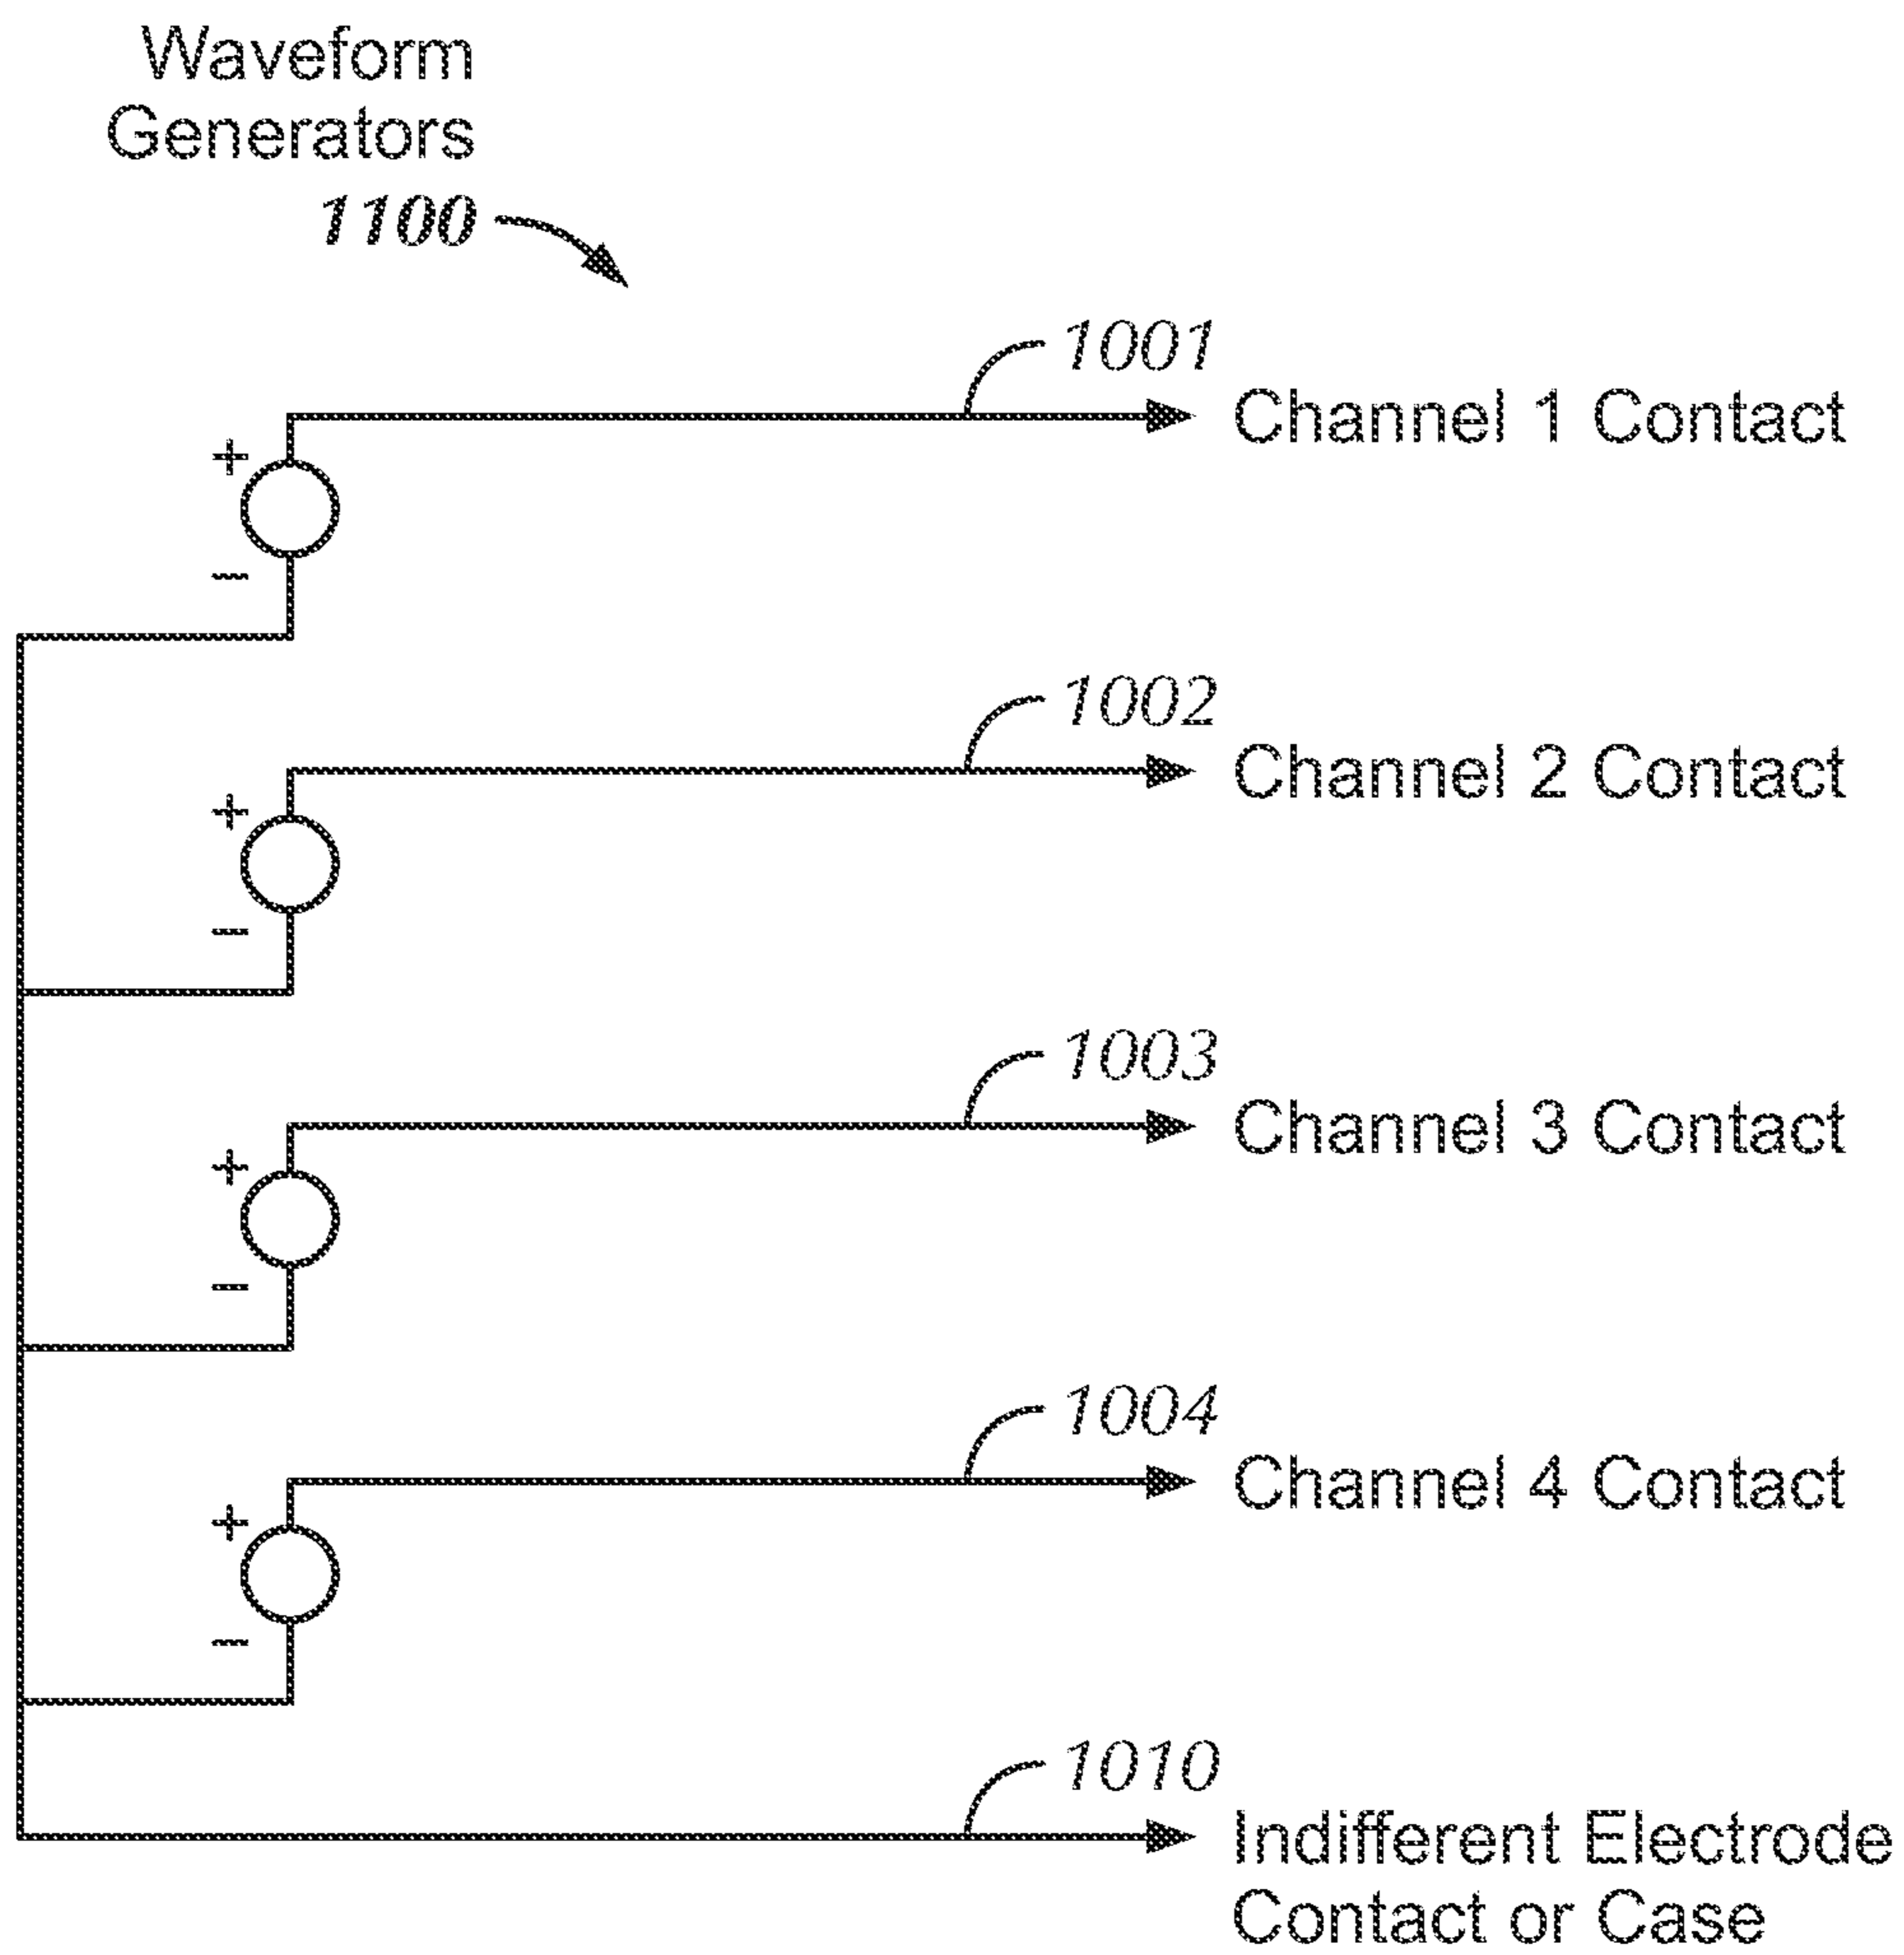 Waveform
Generators
1100
1001
Channel 1 Contact
+
−
1002
Channel 2 Contact
+
−
1003
Channel 3 Contact
+
−
1004
Channel 4 Contact
+
−
1010
Indifferent Electrode
Contact or Case